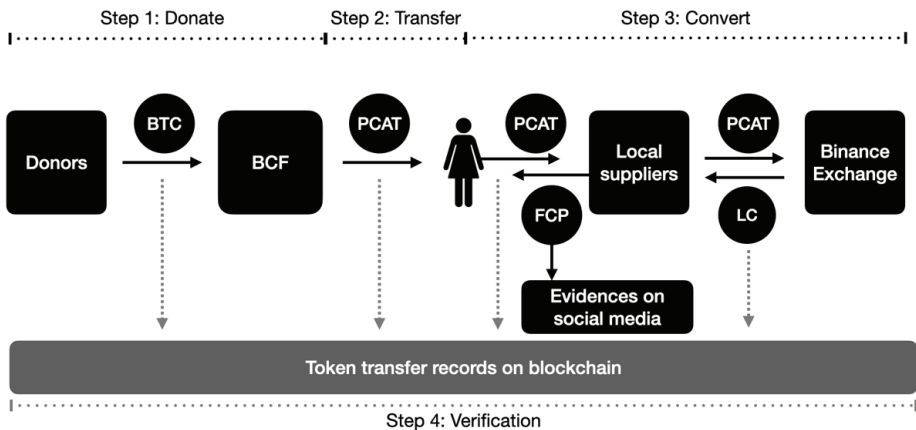 Step 1: Donate
Step 2: Transfer
Step 3: Convert
Donors
BTC
BCF
PCAT
PCAT
FCP
Local
suppliers
PCAT
LC
Binance
Exchange
Evidences on
social media
Token transfer records on blockchain
Step 4: Verification